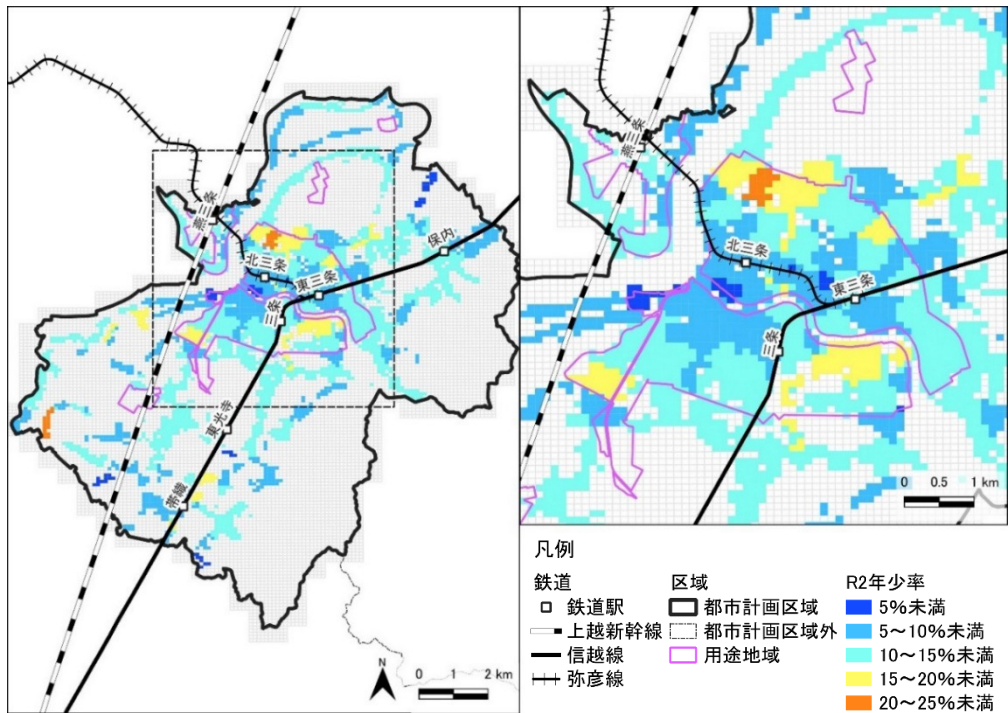 燕三条
北三条
東三条
保内
三条
東光寺
帯織
N
0 1 2 km
燕三条
北三条
東三条
三条
0 0.5 1 km
凡例
鉄道
鉄道駅
上越新幹線
信越線
弥彦線
区域
都市計画区域
都市計画区域外
用途地域
R2年少率
5%未満
5～10%未満
10～15%未満
15～20%未満
20～25%未満